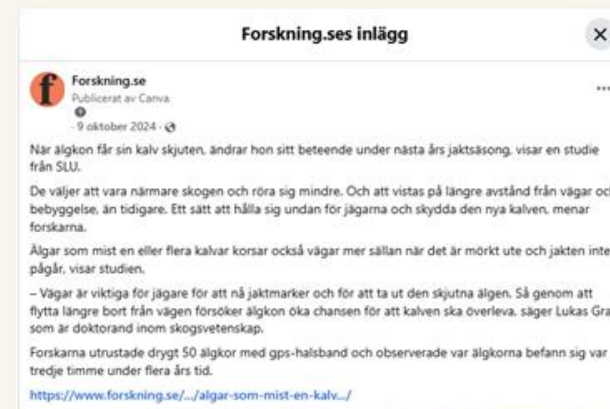 Forskning.ses inlägg
f
Forskning.se
Publicerat av Canva
9 oktober 2024 ·
När älgkon får sin kalv skjuten, ändrar hon sitt beteende under nästa års jaktsäsong, visar en studie
från SLU.
De väljer att vara närmare skogen och röra sig mindre. Och att vistas på längre avstånd från vägar och
bebyggelse, än tidigare. Ett sätt att hålla sig undan för jägarna och skydda den nya kalven, menar
forskarna.
Älgar som mist en eller flera kalvar korsar också vägar mer sällan när det är mörkt ute och jakten inte
pågår, visar studien.
– Vägar är viktiga för jägare för att nå jaktmarker och för att ta ut den skjutna älgen. Så genom att
flytta längre bort från vägen försöker älgkon öka chansen för att kalven ska överleva, säger Lukas Gra
som är doktorand inom skogsvetenskap.
Forskarna utrustade drygt 50 älgkor med gps-halsband och observerade var älgkorna befann sig var
tredje timme under flera års tid.
https://www.forskning.se/.../algar-som-mist-en-kalv.../